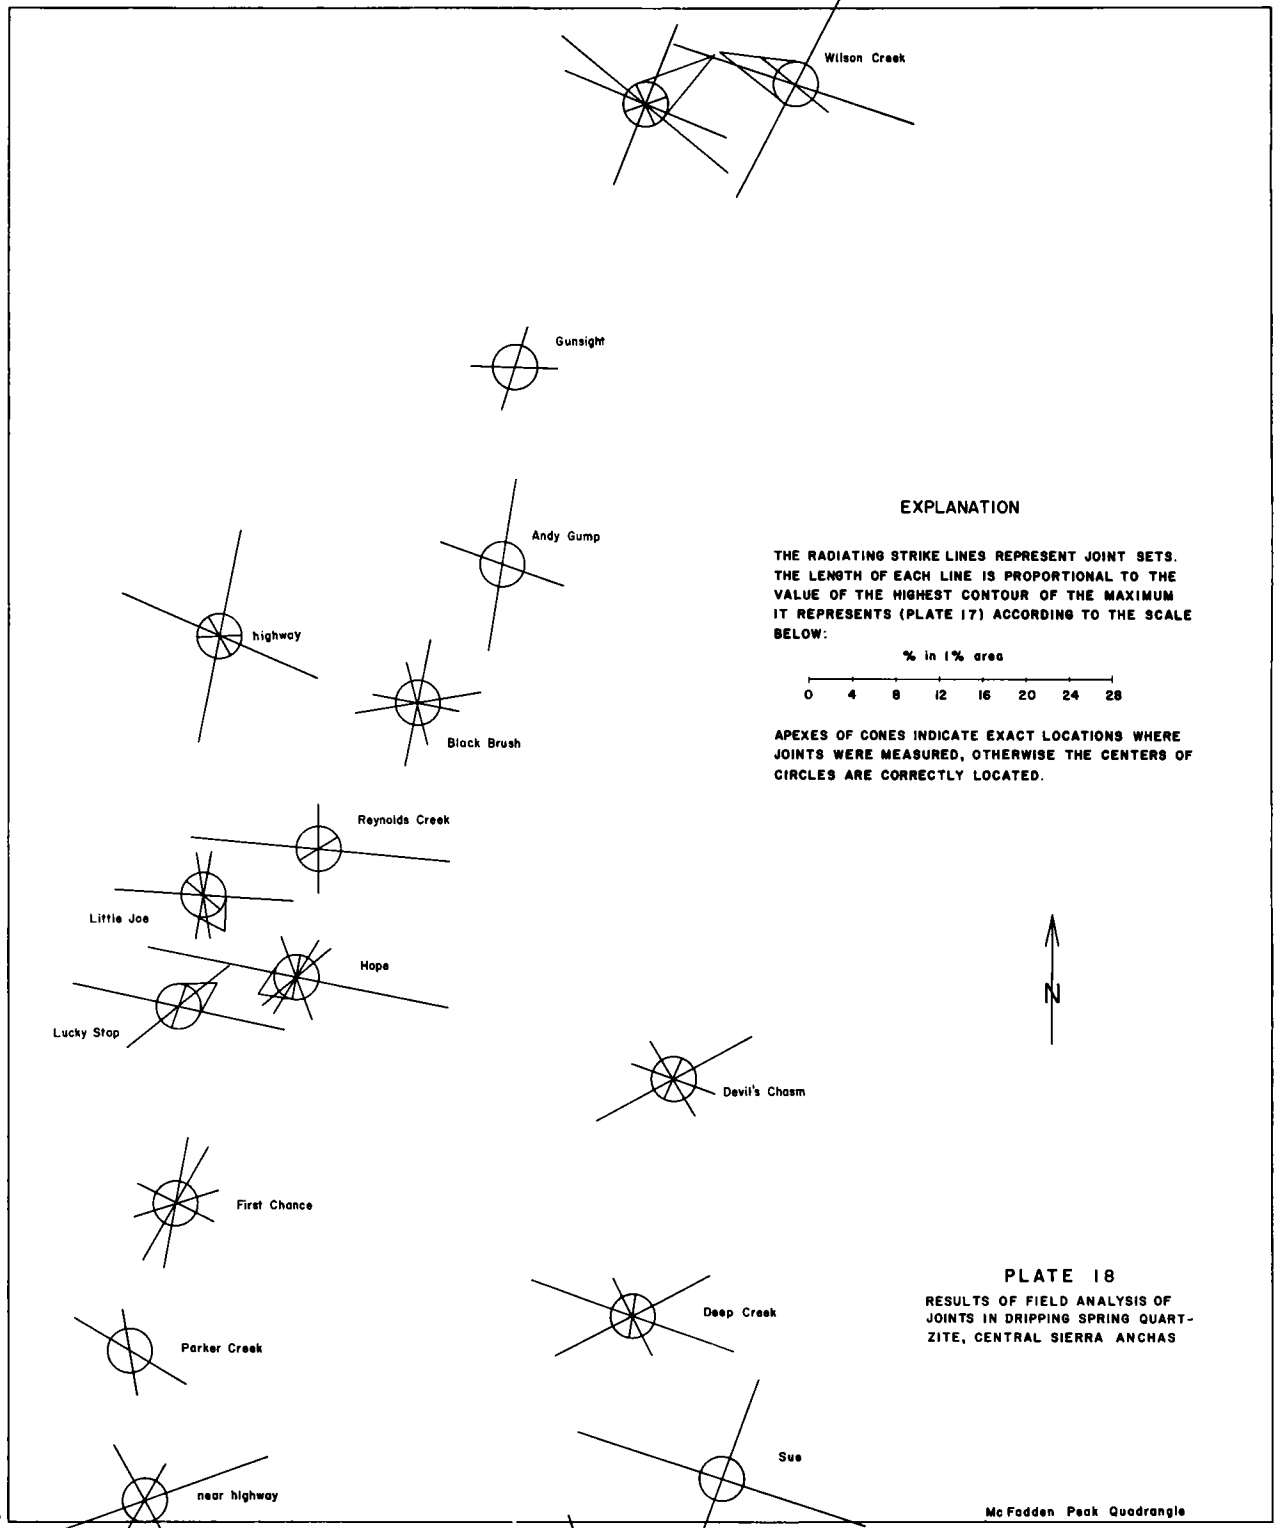 Wilson Creek
Gunsight
Andy Gump
highway
Black Brush
EXPLANATION
THE RADIATING STRIKE LINES REPRESENT JOINT SETS.
THE LENGTH OF EACH LINE IS PROPORTIONAL TO THE
VALUE OF THE HIGHEST CONTOUR OF THE MAXIMUM
IT REPRESENTS (PLATE 17) ACCORDING TO THE SCALE
BELOW:
% in 1% area
0 4 8 12 16 20 24 28
APEXES OF CONES INDICATE EXACT LOCATIONS WHERE
JOINTS WERE MEASURED, OTHERWISE THE CENTERS OF
CIRCLES ARE CORRECTLY LOCATED.
Reynolds Creek
Little Joe
Hope
Lucky Stop
N
Devil's Chasm
First Chance
Deep Creek
Parker Creek
PLATE 18
RESULTS OF FIELD ANALYSIS OF
JOINTS IN DRIPPING SPRING QUART-
ZITE, CENTRAL SIERRA ANCHAS
Sue
near highway
Mc Fadden Peak Quadrangle